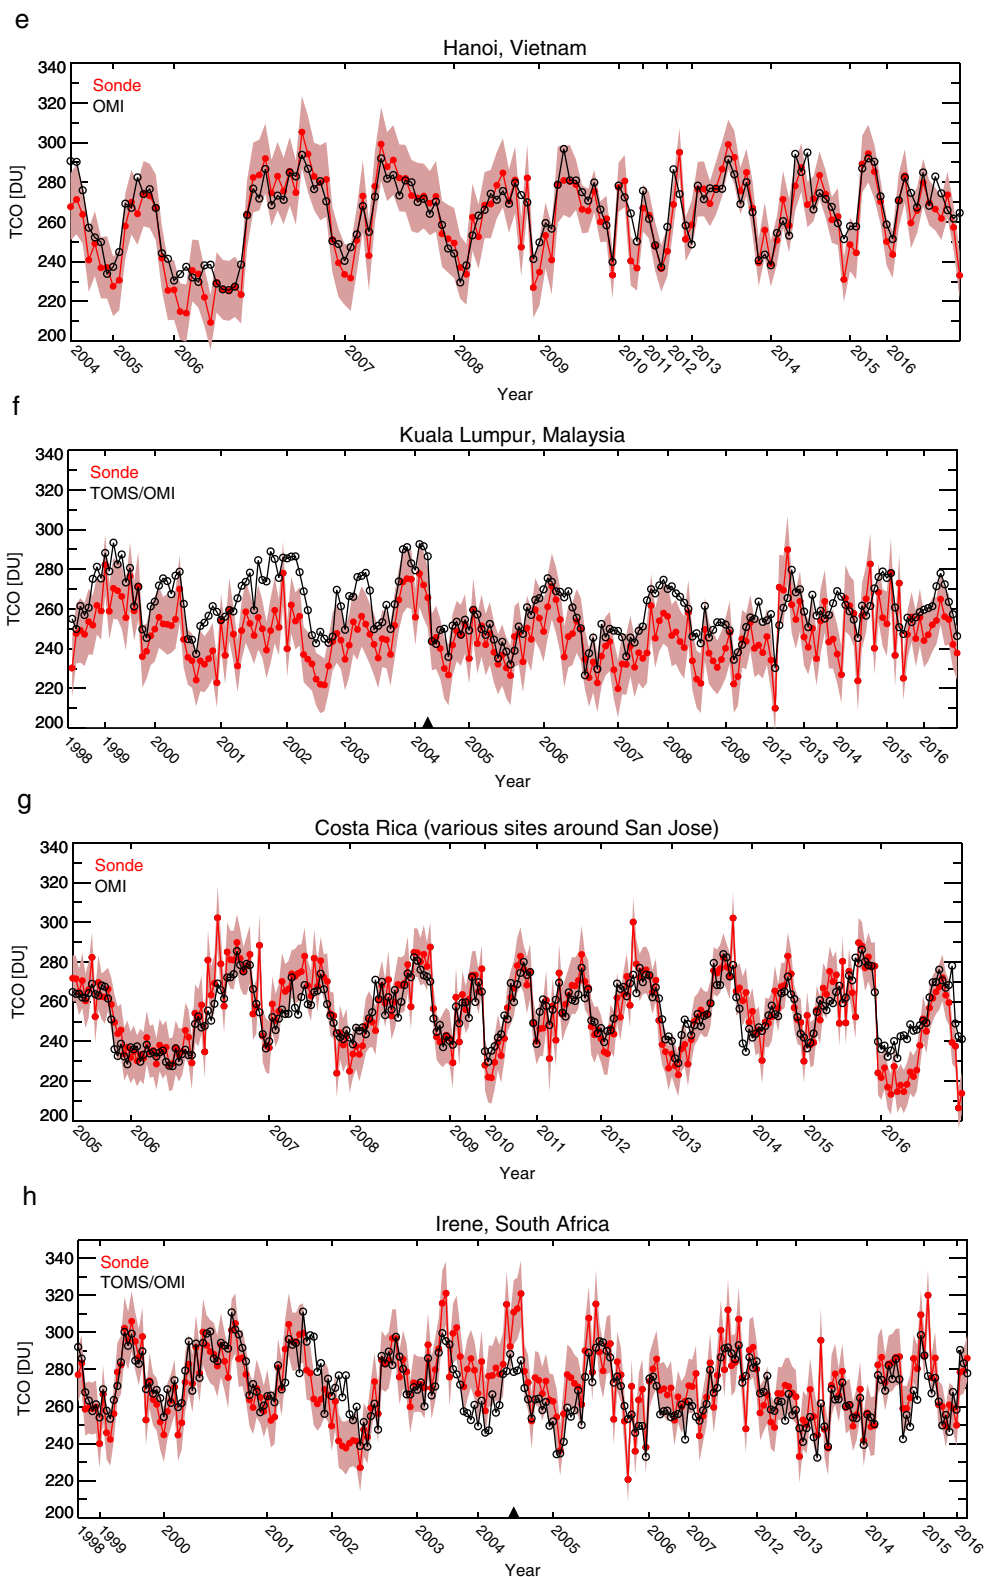 e
Hanoi, Vietnam
340
320
300
280
260
240
220
200
TCO [DU]
Sonde
OMI
2004 2005 2006 2007 2008 2009 2010 2011 2012 2013 2014 2015 2016
Year
f
Kuala Lumpur, Malaysia
340
320
300
280
260
240
220
200
TCO [DU]
Sonde
TOMS/OMI
1998 1999 2000 2001 2002 2003 2004 2005 2006 2007 2008 2009 2012 2013 2014 2015 2016
Year
g
Costa Rica (various sites around San Jose)
340
320
300
280
260
240
220
200
TCO [DU]
Sonde
OMI
2005 2006 2007 2008 2009 2010 2011 2012 2013 2014 2015 2016
Year
h
Irene, South Africa
340
320
300
280
260
240
220
200
TCO [DU]
Sonde
TOMS/OMI
1998 1999 2000 2001 2002 2003 2004 2005 2006 2007 2012 2013 2014 2015 2016
Year